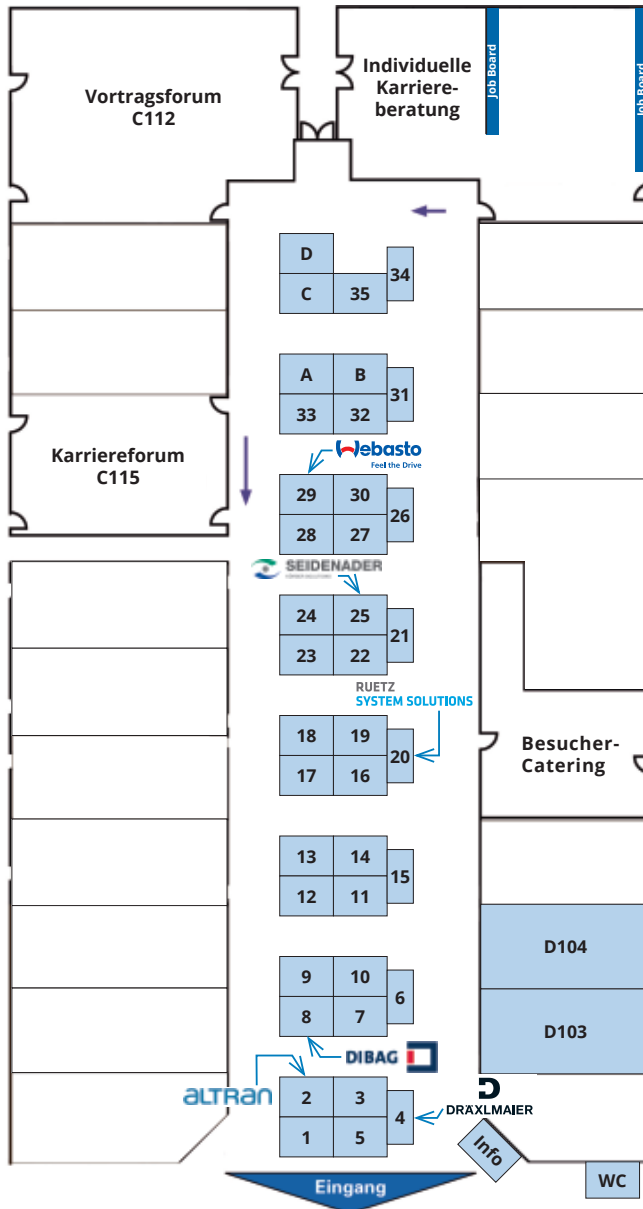 Vortragsforum
C112
Individuelle
Karriere-
beratung
Job Board
Job Board
D
C
35
34
A
B
33
32
31
Karriereforum
C115
Webasto
Feel the Drive
29
30
28
27
26
SEIDENADER
24
25
23
22
21
RUETZ
SYSTEM SOLUTIONS
18
19
17
16
20
Besucher-
Catering
13
14
12
11
15
D104
9
10
8
7
6
D103
DIBAG
ALTRAN
2
3
1
5
4
D
DRÄXLMAIER
Info
WC
Eingang